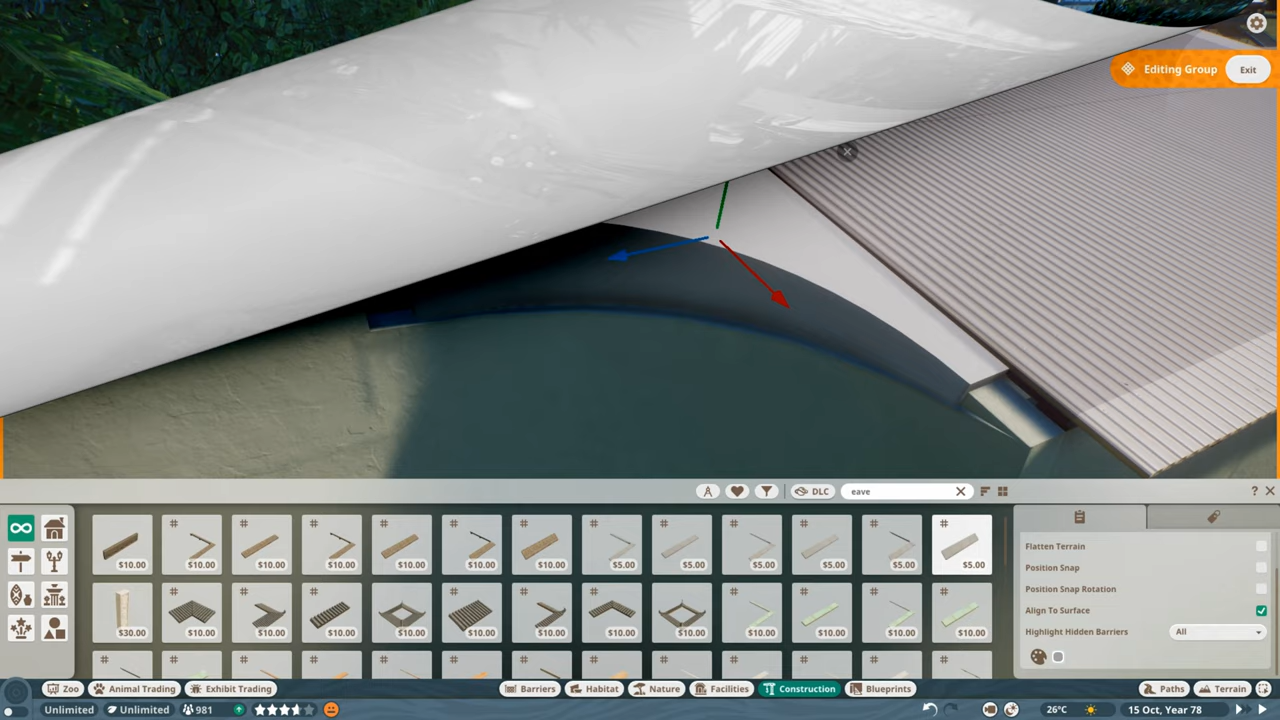 Editing Group Exit
DLC eave ?
$10.00 $10.00 $10.00 $10.00 $10.00 $10.00 $10.00 $5.00 $5.00 $5.00 $5.00 $5.00 $5.00
$30.00 $10.00 $10.00 $10.00 $10.00 $10.00 $10.00 $10.00 $10.00 $10.00 $10.00 $10.00 $10.00
Flatten Terrain
Position Snap
Position Snap Rotation
Align To Surface
Highlight Hidden Barriers All
Zoo Animal Trading Exhibit Trading Barriers Habitat Nature Facilities Construction Blueprints Paths Terrain
Unlimited Unlimited 981 26°C 15 Oct, Year 78